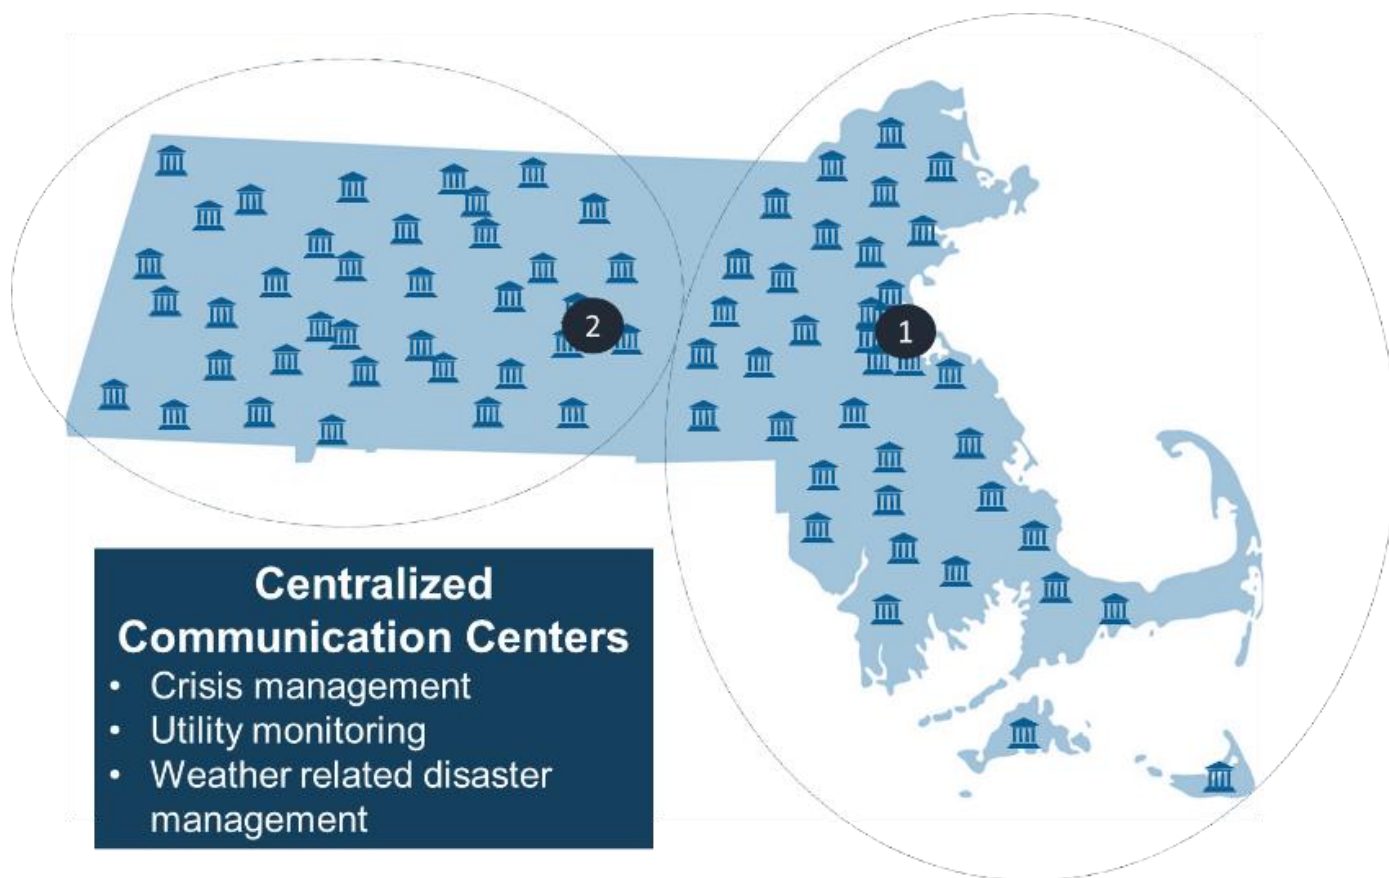 2
1
Centralized
Communication Centers
• Crisis management
• Utility monitoring
• Weather related disaster
management